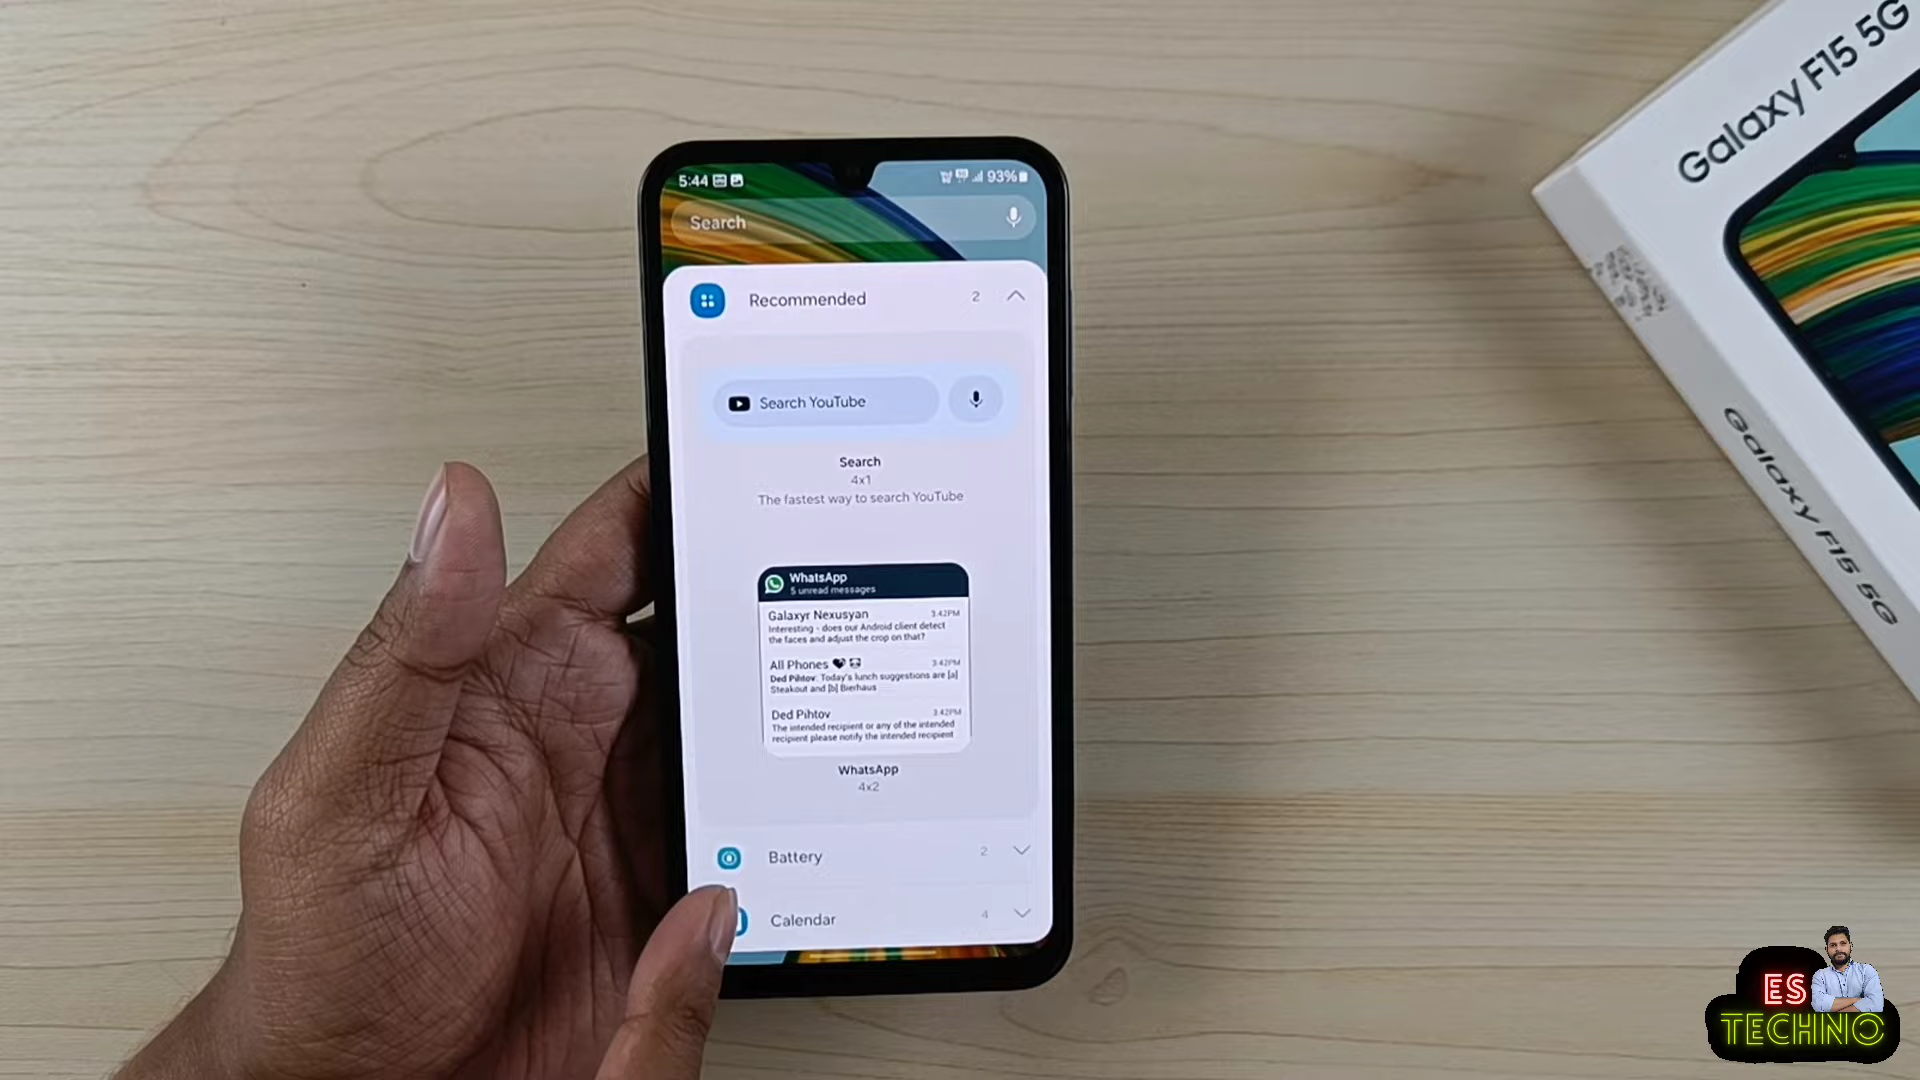 5:44
93%
Search
Recommended
2
Search YouTube
Search
4x1
The fastest way to search YouTube
WhatsApp
5 unread messages
Galaxyr Nexusyan
3:42PM
Interesting - does our Android client detect
the faces and adjust the crop on that?
All Phones
3:42PM
Ded Pihtov: Today's lunch suggestions are [a]
Steakout and [b] Bierhaus
Ded Pihtov
3:42PM
The intended recipient or any of the intended
recipient please notify the intended recipient
WhatsApp
4x2
Battery
2
Calendar
4
Galaxy F15 5G
Galaxy F15 5G
ES
TECHNO